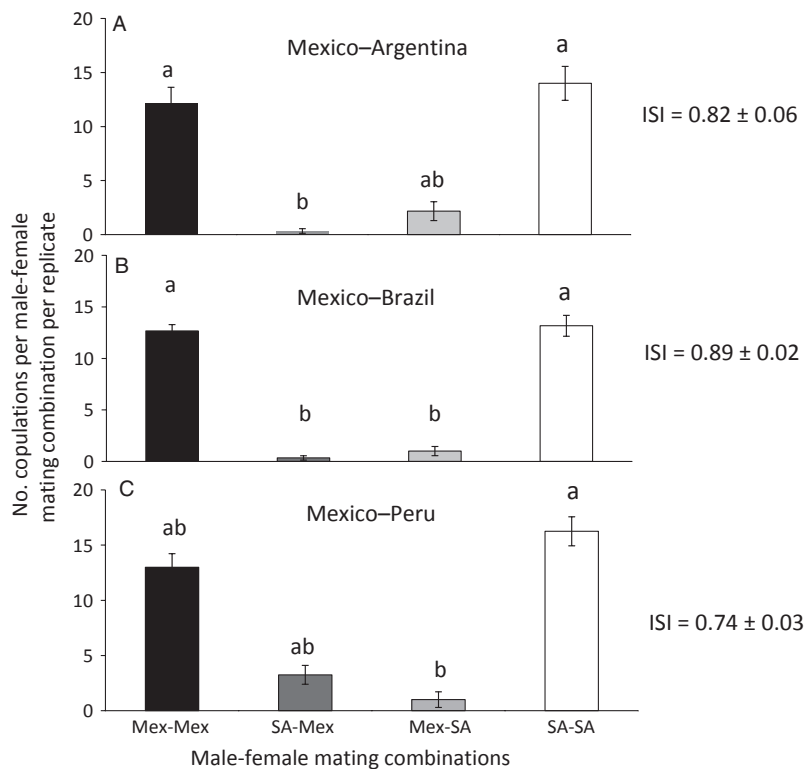 No. copulations per male-female
mating combination per replicate
A
Mexico–Argentina
20
15
10
5
0
a
b
ab
a
ISI = 0.82 ± 0.06
B
Mexico–Brazil
20
15
10
5
0
a
b
b
a
ISI = 0.89 ± 0.02
C
Mexico–Peru
20
15
10
5
0
ab
ab
b
a
ISI = 0.74 ± 0.03
Mex-Mex SA-Mex Mex-SA SA-SA
Male-female mating combinations